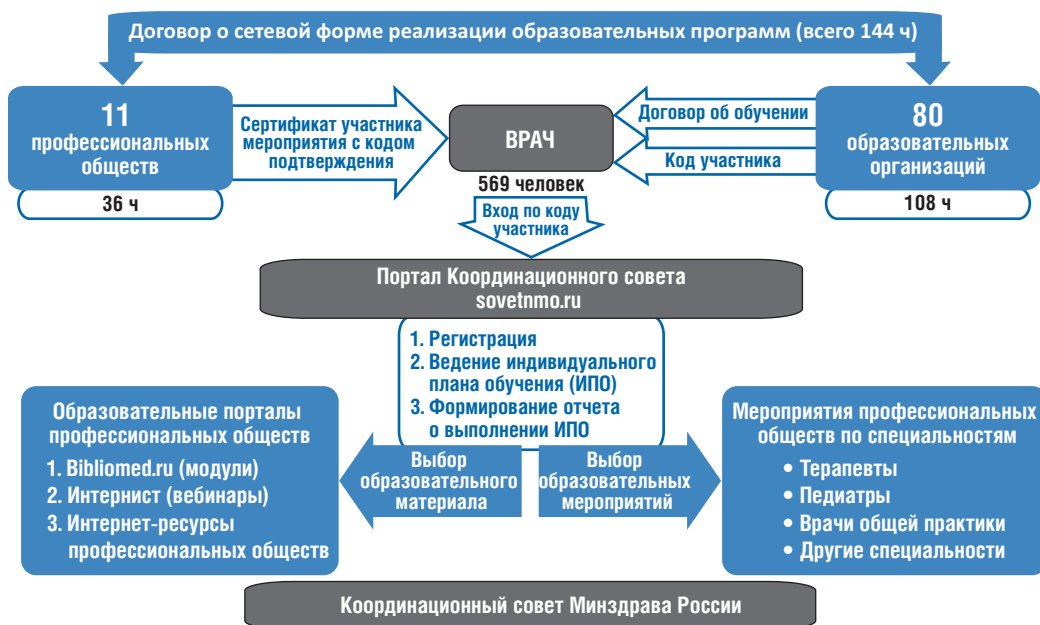 Договор о сетевой форме реализации образовательных программ (всего 144 ч)
11
профессиональных
обществ
36 ч
Сертификат участника
мероприятия с кодом
подтверждения
ВРАЧ
569 человек
Договор об обучении
Код участника
80
образовательных
организаций
108 ч
Вход по коду
участника
Портал Координационного совета
sovetnmo.ru
1. Регистрация
2. Ведение индивидуального
плана обучения (ИПО)
3. Формирование отчета
о выполнении ИПО
Образовательные порталы
профессиональных обществ
1. Bibliomed.ru (модули)
2. Интернист (вебинары)
3. Интернет-ресурсы
профессиональных обществ
Выбор
образовательного
материала
Выбор
образовательных
мероприятий
Мероприятия профессиональных
обществ по специальностям
• Терапевты
• Педиатры
• Врачи общей практики
• Другие специальности
Координационный совет Минздрава России